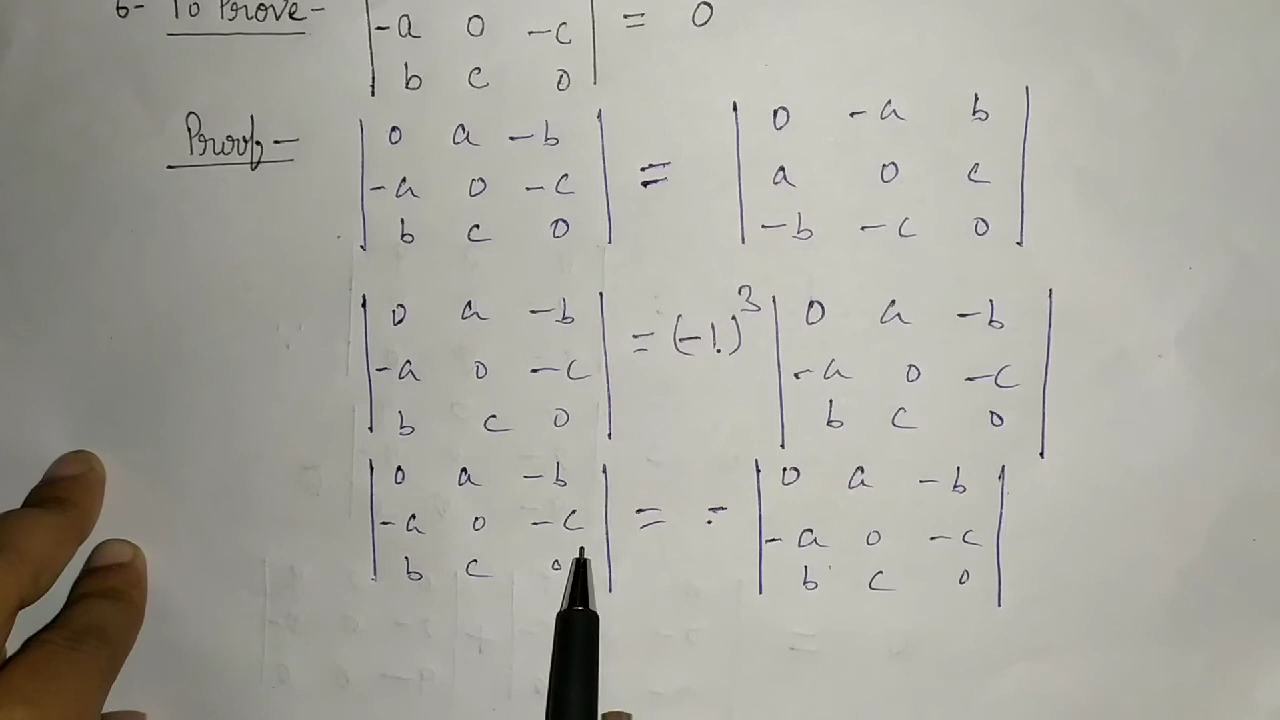 6- To Prove-
| -a 0 -c | = 0
| b c 0 |
Proof- | 0 a -b | = | 0 -a b |
| -a 0 -c | | a 0 c |
| b c 0 | | -b -c 0 |
| 0 a -b | = (-1)³ | 0 a -b |
| -a 0 -c | | -a 0 -c |
| b c 0 | | b c 0 |
| 0 a -b | = - | 0 a -b |
| -a 0 -c | | -a 0 -c |
| b c 0 | | b c 0 |